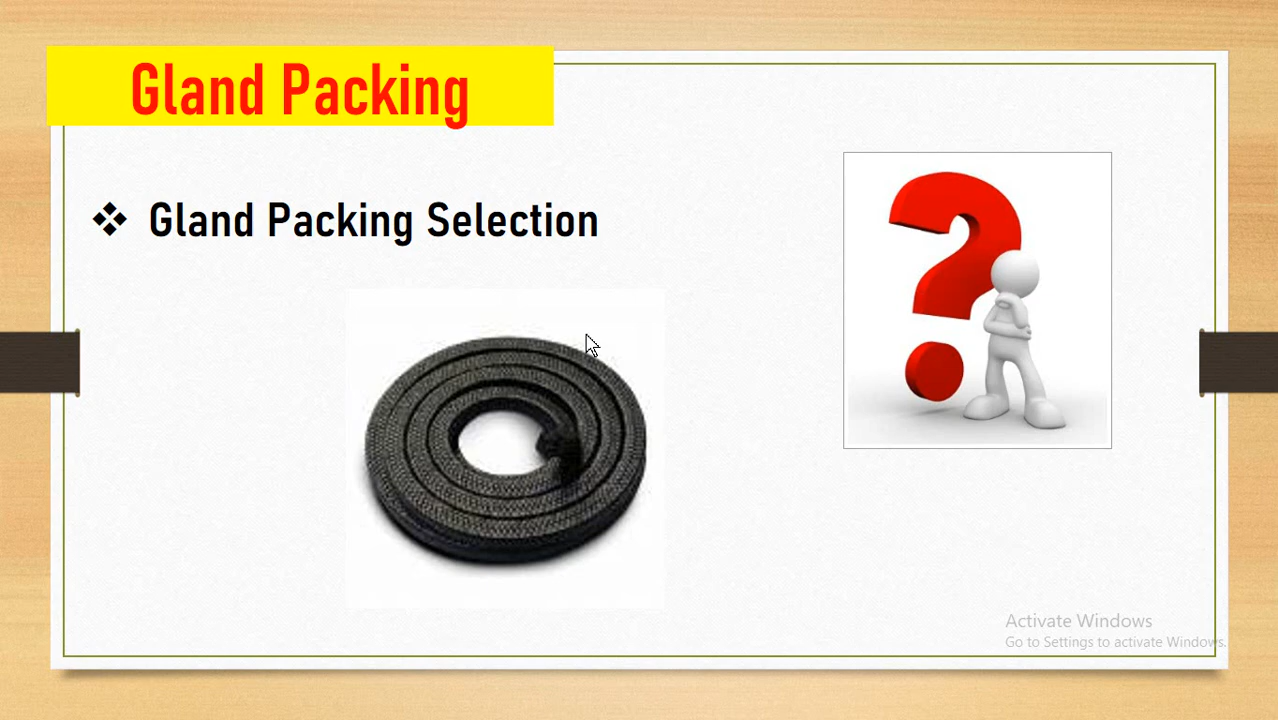 Gland Packing
❖ Gland Packing Selection
Activate Windows
Go to Settings to activate Windows.